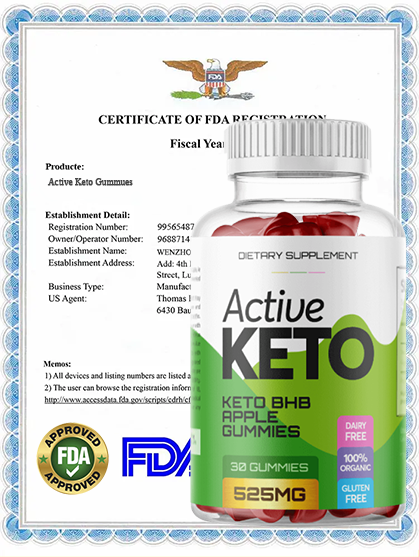 FDA
CERTIFICATE OF FDA REGISTRATION
Fiscal Year
Producte:
Active Keto Gummues
Establishment Detail:
Registration Number: 99565487
Owner/Operator Number: 9688714
Establishment Name: WENZHO
Establishment Address: Add: 4th
Street, Lu
Business Type: Manufact
US Agent: Thomas
6430 Bau
Memos:
1) All devices and listing numbers are listed a
2) The user can browse the registration inform
http://www.accessdata.fda.gov/scripts/cdrh/cf
APPROVED
FDA
APPROVED
FDA
DIETARY SUPPLEMENT
Active
KETO
KETO BHB
APPLE
GUMMIES
30 GUMMIES
525MG
DAIRY
FREE
100%
ORGANIC
GLUTEN
FREE